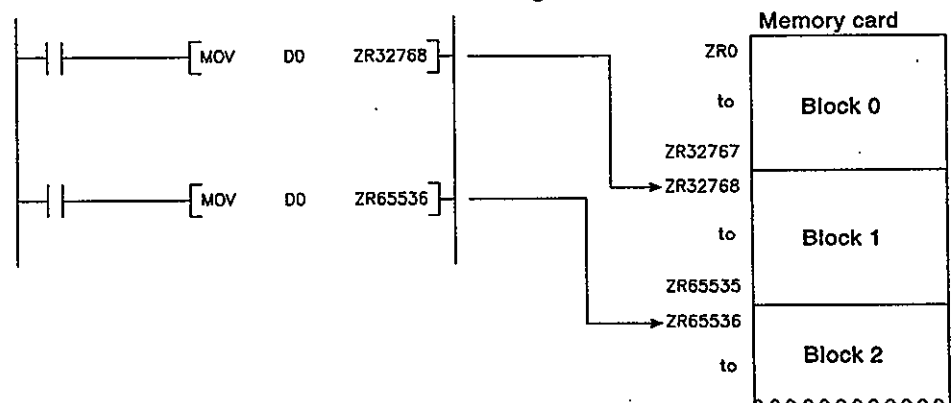 Memory card
MOV D0 ZR32768
ZR0
to
Block 0
ZR32767
ZR32768
MOV D0 ZR65536
to
Block 1
ZR65535
ZR65536
to
Block 2